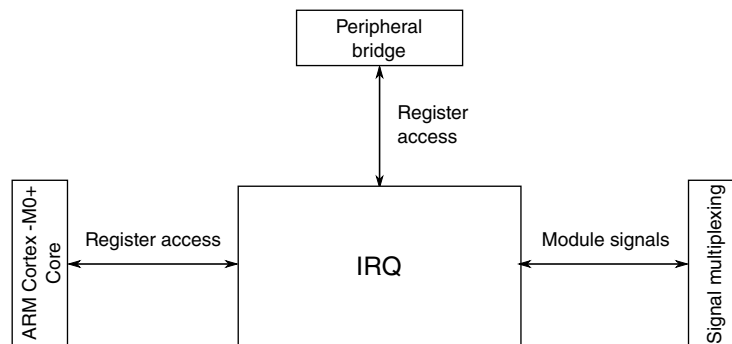 Peripheral
bridge
Register
access
ARM Cortex -M0+
Core
Register access
IRQ
Module signals
Signal multiplexing